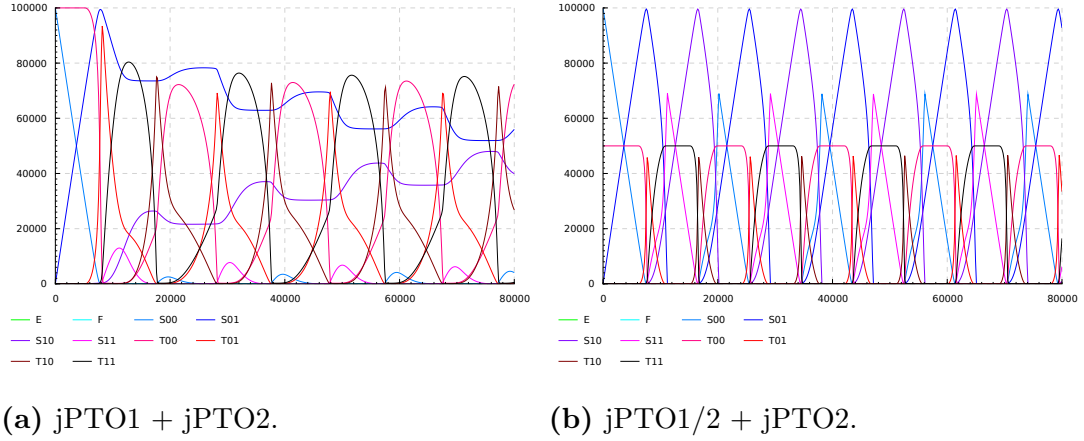 100000 100000
80000 80000
60000 60000
40000 40000
20000 20000
0 0
0 20000 40000 60000 80000 0 20000 40000 60000 80000
E F S00 S01 E F S00 S01
S10 S11 T00 T01 S10 S11 T00 T01
T10 T11 T10 T11
(a) jPTO1 + jPTO2. (b) jPTO1/2 + jPTO2.